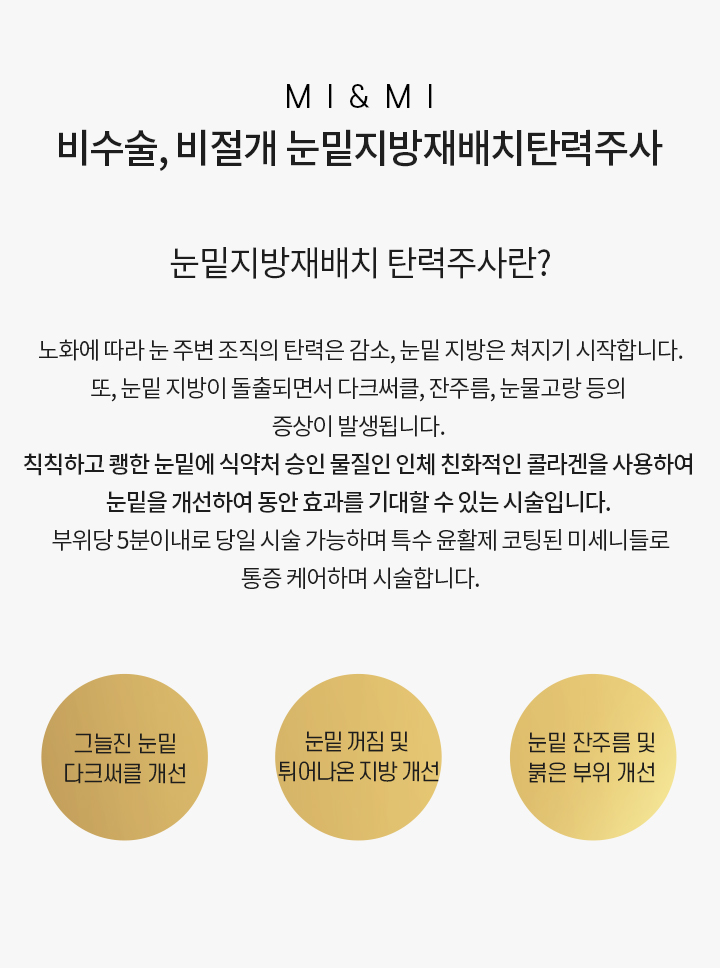 MI&MI
비수술, 비절개 눈밑지방재배치탄력주사
눈밑지방재배치 탄력주사란?
노화에 따라 눈 주변 조직의 탄력은 감소, 눈밑 지방은 쳐지기 시작합니다.
또, 눈밑 지방이 돌출되면서 다크써클, 잔주름, 눈물고랑 등의
증상이 발생됩니다.
칙칙하고 쾡한 눈밑에 식약처 승인 물질인 인체 친화적인 콜라겐을 사용하여
눈밑을 개선하여 동안 효과를 기대할 수 있는 시술입니다.
부위당 5분이내로 당일 시술 가능하며 특수 윤활제 코팅된 미세니들로
통증 케어하며 시술합니다.
그늘진 눈밑
다크써클 개선
눈밑 꺼짐 및
튀어나온 지방 개선
눈밑 잔주름 및
붉은 부위 개선